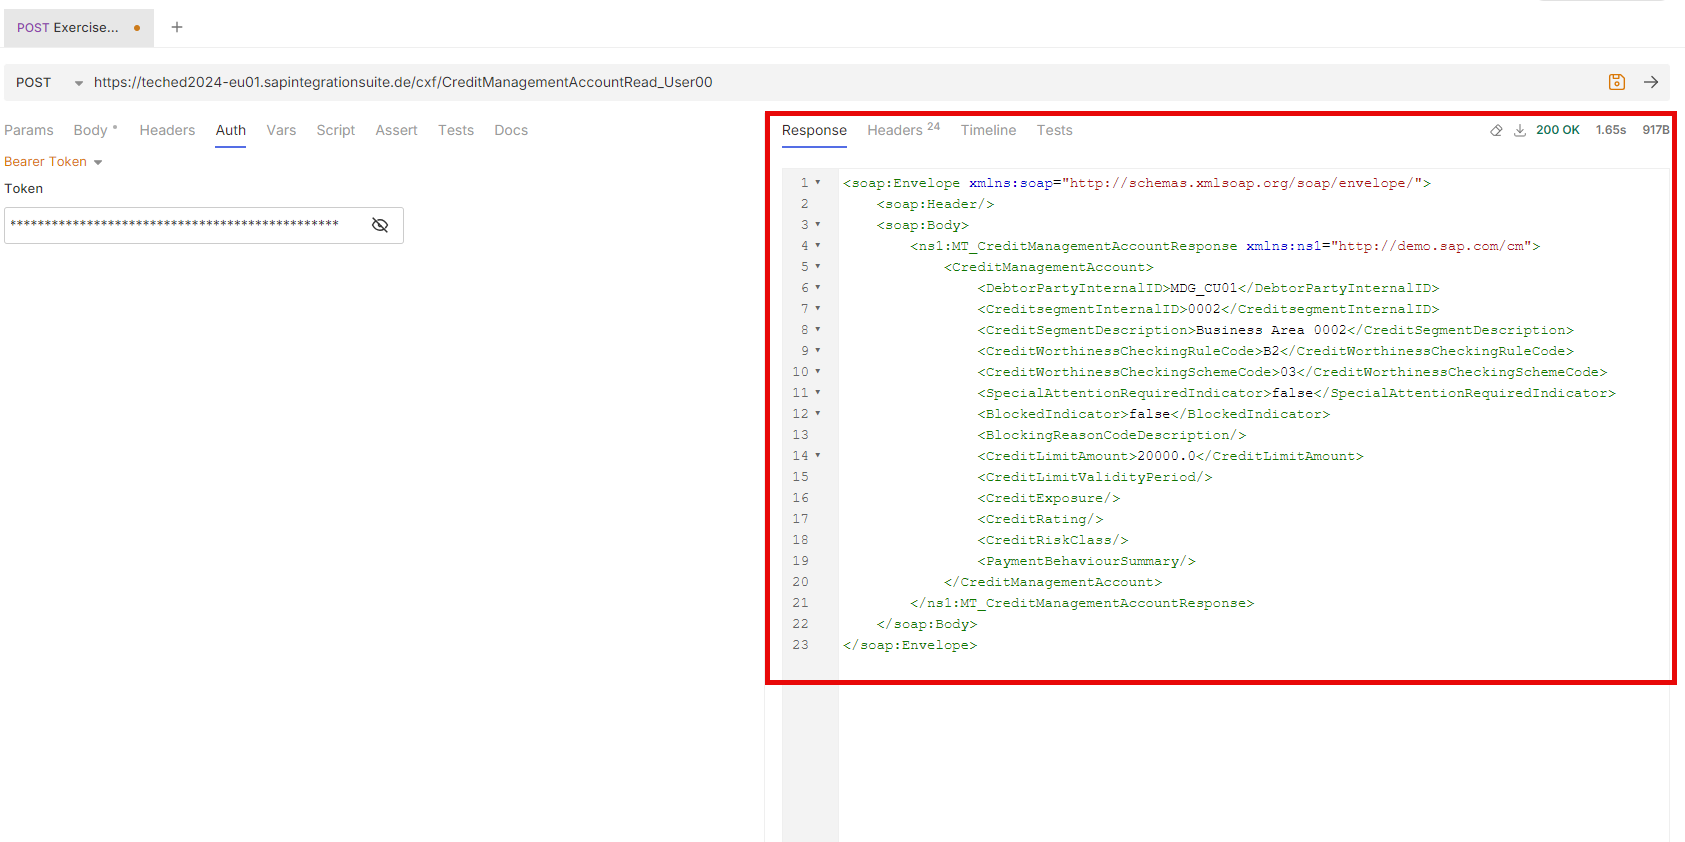 POST Exercise...
+
POST https://teched2024-eu01.sapintegrationsuite.de/cxf/CreditManagementAccountRead_User00
Params Body Headers Auth Vars Script Assert Tests Docs
Bearer Token
Token
***********************************************
Response Headers 24 Timeline Tests 200 OK 1.65s 917B
1 <soap:Envelope xmlns:soap="http://schemas.xmlsoap.org/soap/envelope/">
2 <soap:Header/>
3 <soap:Body>
4 <ns1:MT_CreditManagementAccountResponse xmlns:ns1="http://demo.sap.com/cm">
5 <CreditManagementAccount>
6 <DebtorPartyInternalID>MDG_CU01</DebtorPartyInternalID>
7 <CreditsegmentInternalID>0002</CreditsegmentInternalID>
8 <CreditSegmentDescription>Business Area 0002</CreditSegmentDescription>
9 <CreditWorthinessCheckingRuleCode>B2</CreditWorthinessCheckingRuleCode>
10 <CreditWorthinessCheckingSchemeCode>03</CreditWorthinessCheckingSchemeCode>
11 <SpecialAttentionRequiredIndicator>false</SpecialAttentionRequiredIndicator>
12 <BlockedIndicator>false</BlockedIndicator>
13 <BlockingReasonCodeDescription/>
14 <CreditLimitAmount>20000.0</CreditLimitAmount>
15 <CreditLimitValidityPeriod/>
16 <CreditExposure/>
17 <CreditRating/>
18 <CreditRiskClass/>
19 <PaymentBehaviourSummary/>
20 </CreditManagementAccount>
21 </ns1:MT_CreditManagementAccountResponse>
22 </soap:Body>
23 </soap:Envelope>